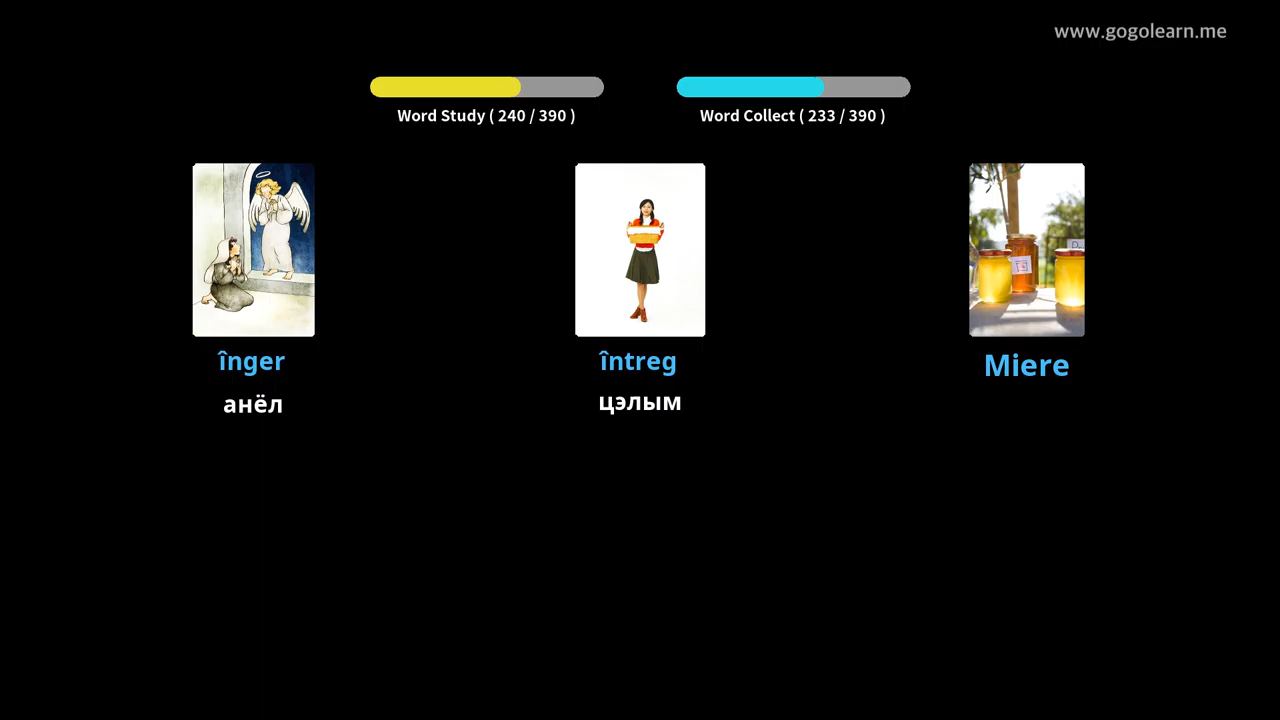 www.gogolearn.me
Word Study ( 240 / 390 )
Word Collect ( 233 / 390 )
înger
întreg
Miere
анёл
цэлым